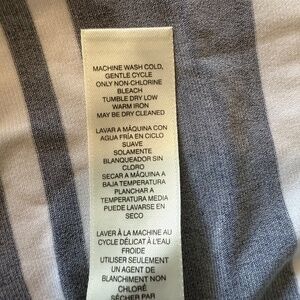 MACHINE WASH COLD,
GENTLE CYCLE
ONLY NON-CHLORINE
BLEACH
TUMBLE DRY LOW
WARM IRON
MAY BE DRY CLEANED
LAVAR A MÁQUINA CON
AGUA FRÍA EN CICLO
SUAVE
SOLAMENTE
BLANQUEADOR SIN
CLORO
SECAR A MÁQUINA A
BAJA TEMPERATURA
PLANCHAR A
TEMPERATURA MEDIA
PUEDE LAVARSE EN
SECO
LAVER À LA MACHINE AU
CYCLE DÉLICAT À L'EAU
FROIDE
UTILISER SEULEMENT
UN AGENT DE
BLANCHIMENT NON
CHLORÉ
SÉCHER PAR